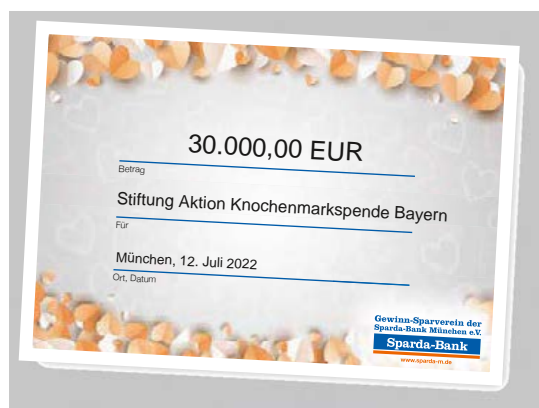 30.000,00 EUR
Betrag
Stiftung Aktion Knochenmarkspende Bayern
Für
München, 12. Juli 2022
Ort, Datum
Gewinn-Sparverein der
Sparda-Bank München e.V.
Sparda-Bank
www.sparda-m.de